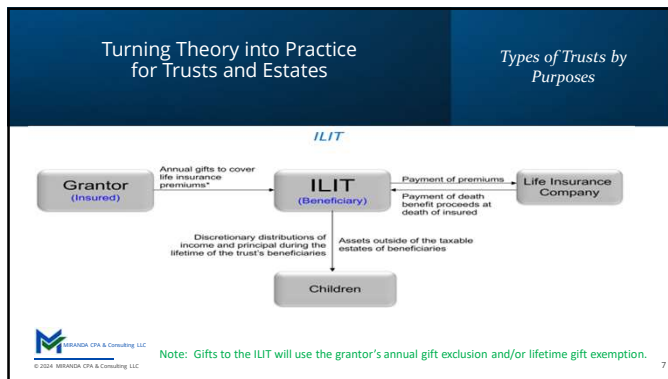 Turning Theory into Practice
for Trusts and Estates
Types of Trusts by
Purposes
ILIT
Grantor
(Insured)
Annual gifts to cover
life insurance
premiums*
ILIT
(Beneficiary)
Payment of premiums
Payment of death
benefit proceeds at
death of insured
Life Insurance
Company
Discretionary distributions of
income and principal during the
lifetime of the trust's beneficiaries
Assets outside of the taxable
estates of beneficiaries
Children
MIRANDA CPA & Consulting LLC
© 2024 MIRANDA CPA & Consulting LLC
Note: Gifts to the ILIT will use the grantor's annual gift exclusion and/or lifetime gift exemption.
7